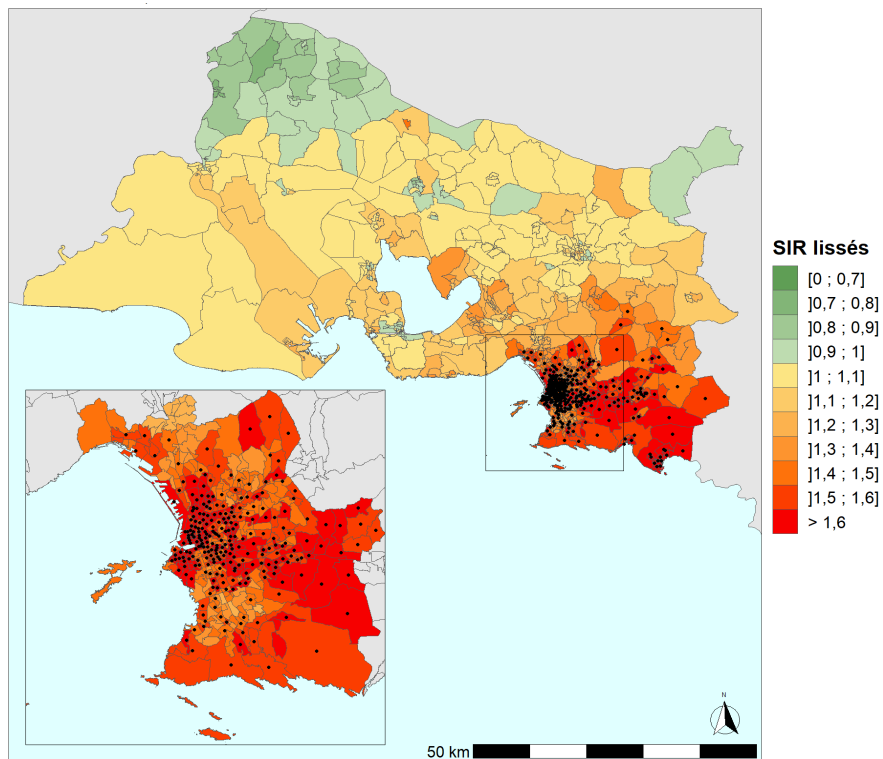 SIR lissés
[0 ; 0,7]
]0,7 ; 0,8]
]0,8 ; 0,9]
]0,9 ; 1]
]1 ; 1,1]
]1,1 ; 1,2]
]1,2 ; 1,3]
]1,3 ; 1,4]
]1,4 ; 1,5]
]1,5 ; 1,6]
> 1,6
N
50 km